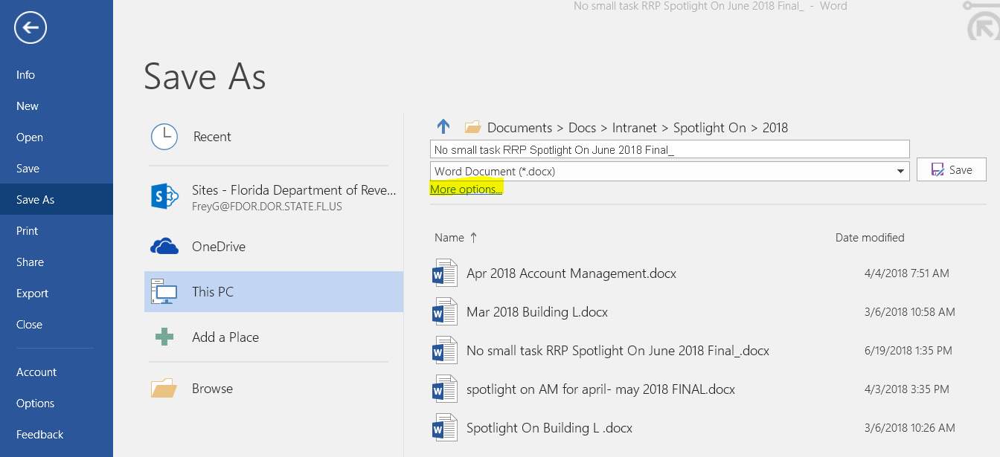 No small task RRP Spotlight On June 2018 Final_ - Word
Info
New
Open
Save
Save As
Print
Share
Export
Close
Account
Options
Feedback
Save As
Recent
Sites - Florida Department of Reve...
FreyG@FDOR.DOR.STATE.FL.US
OneDrive
This PC
Add a Place
Browse
Documents > Docs > Intranet > Spotlight On > 2018
No small task RRP Spotlight On June 2018 Final_
Word Document (*.docx)
Save
More options...
Name ↑ Date modified
Apr 2018 Account Management.docx 4/4/2018 7:51 AM
Mar 2018 Building L.docx 3/6/2018 10:58 AM
No small task RRP Spotlight On June 2018 Final_.docx 6/19/2018 1:35 PM
spotlight on AM for april- may 2018 FINAL.docx 4/3/2018 3:35 PM
Spotlight On Building L .docx 3/6/2018 10:26 AM